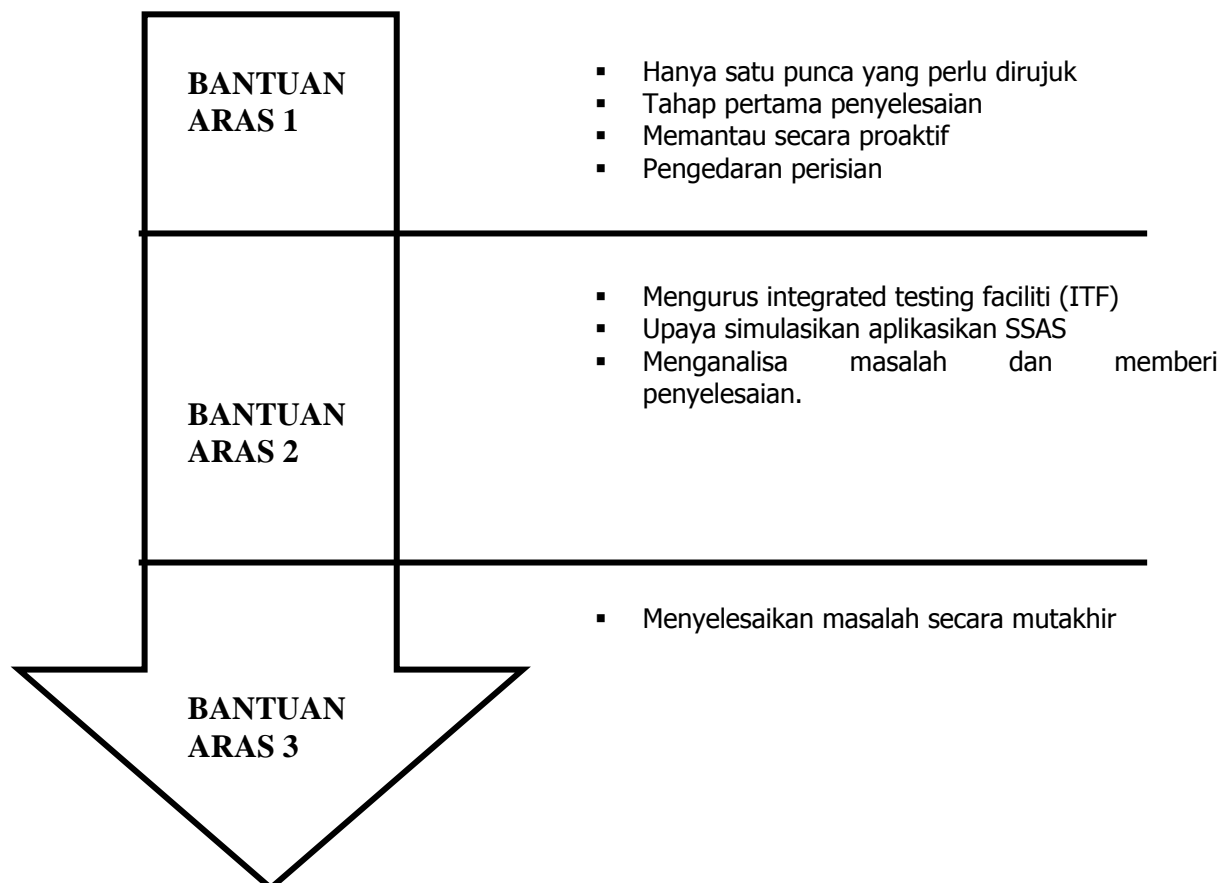 BANTUAN
ARAS 1
▪ Hanya satu punca yang perlu dirujuk
▪ Tahap pertama penyelesaian
▪ Memantau secara proaktif
▪ Pengedaran perisian
BANTUAN
ARAS 2
▪ Mengurus integrated testing faciliti (ITF)
▪ Upaya simulasikan aplikasikan SSAS
▪ Menganalisa masalah dan memberi
penyelesaian.
BANTUAN
ARAS 3
▪ Menyelesaikan masalah secara mutakhir